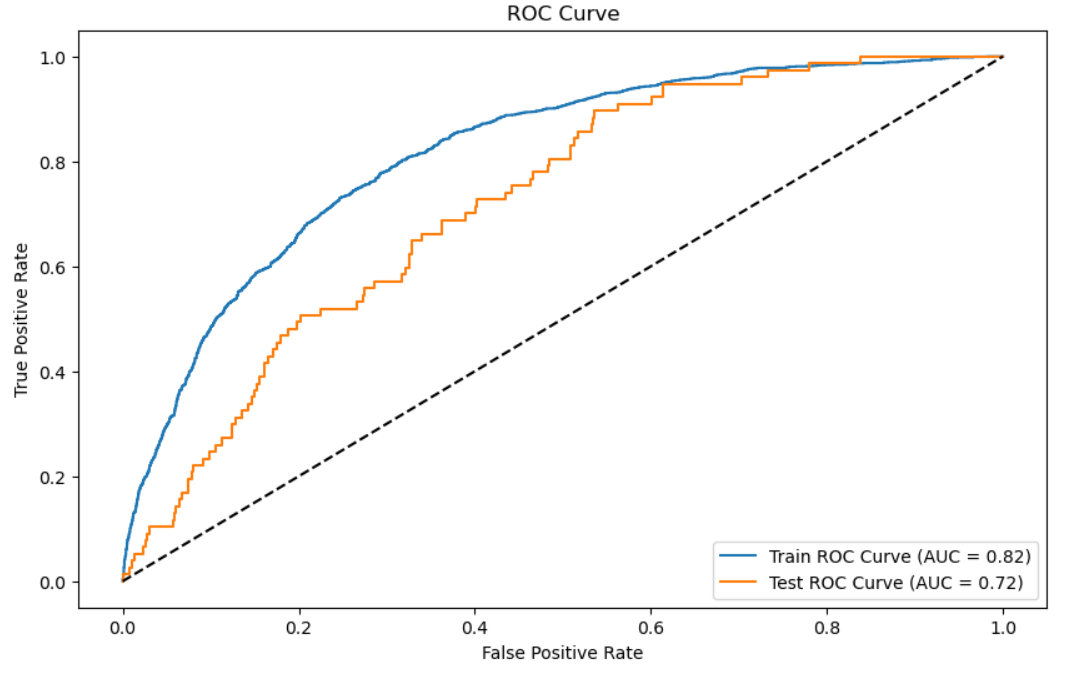 ROC Curve
1.0
0.8
0.6
0.4
0.2
0.0
True Positive Rate
0.0 0.2 0.4 0.6 0.8 1.0
False Positive Rate
Train ROC Curve (AUC = 0.82)
Test ROC Curve (AUC = 0.72)